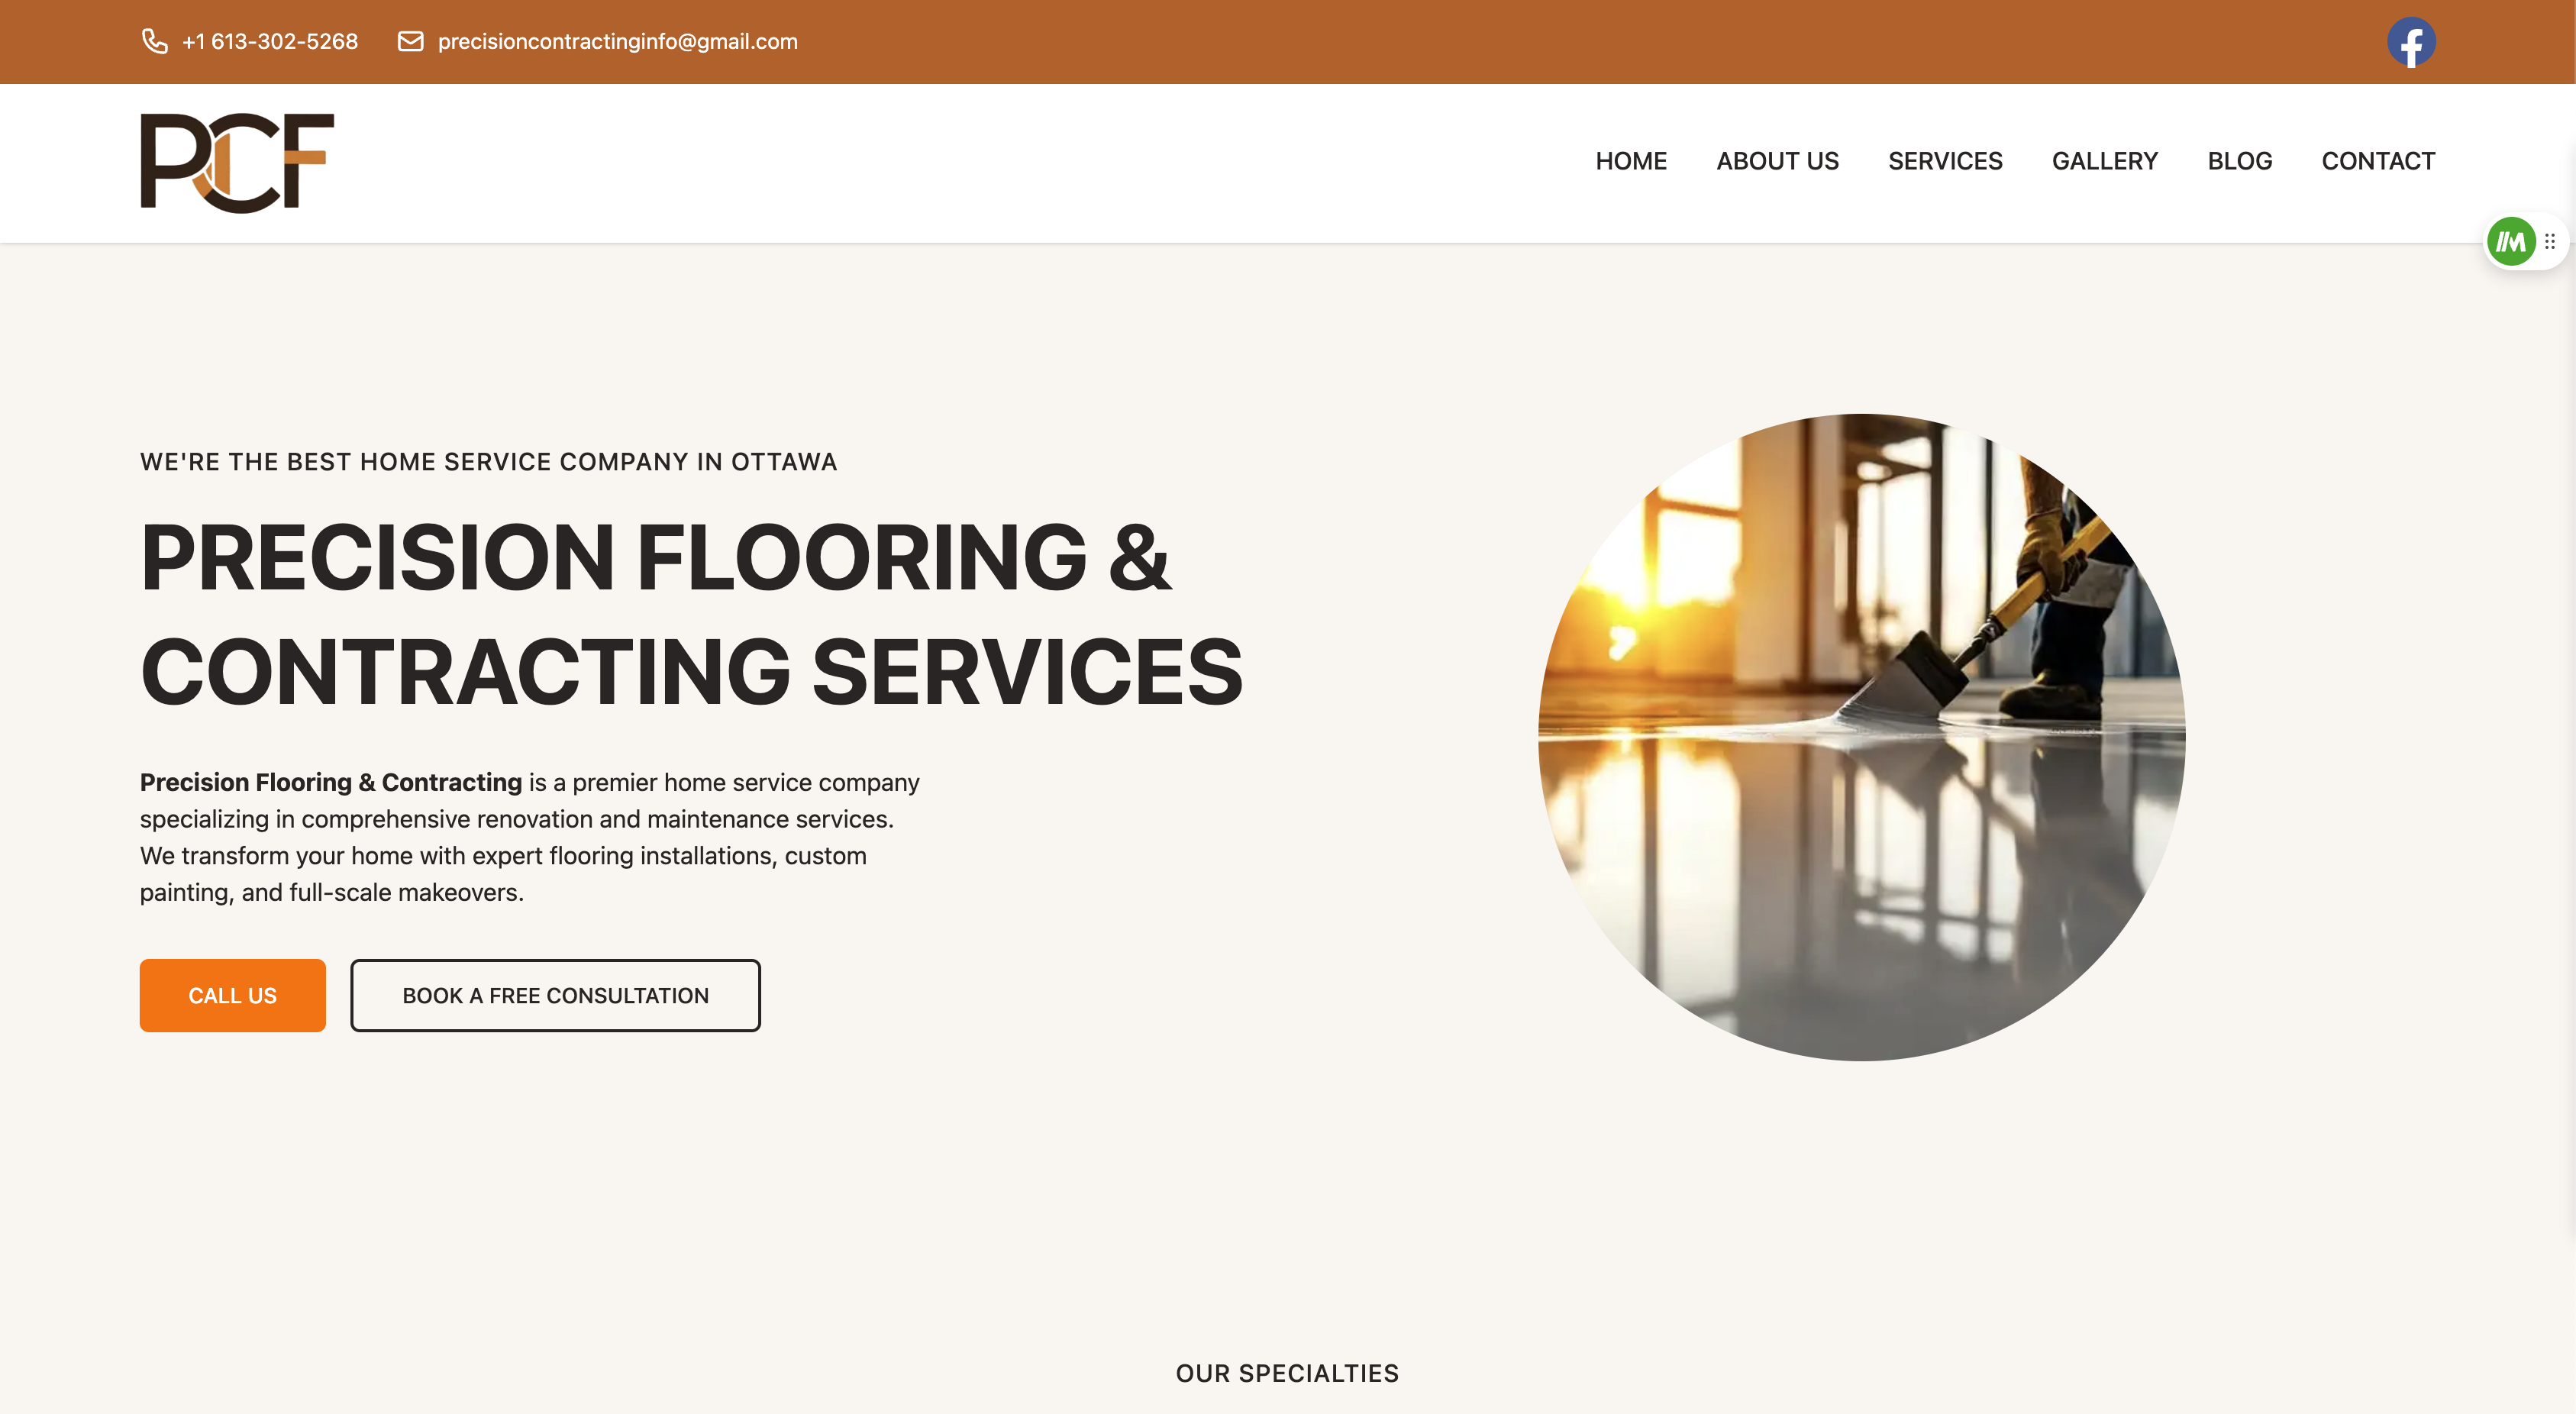 +1 613-302-5268
precisioncontractinginfo@gmail.com
PCF
HOME
ABOUT US
SERVICES
GALLERY
BLOG
CONTACT
WE'RE THE BEST HOME SERVICE COMPANY IN OTTAWA
PRECISION FLOORING &
CONTRACTING SERVICES
Precision Flooring & Contracting is a premier home service company
specializing in comprehensive renovation and maintenance services.
We transform your home with expert flooring installations, custom
painting, and full-scale makeovers.
CALL US
BOOK A FREE CONSULTATION
OUR SPECIALTIES